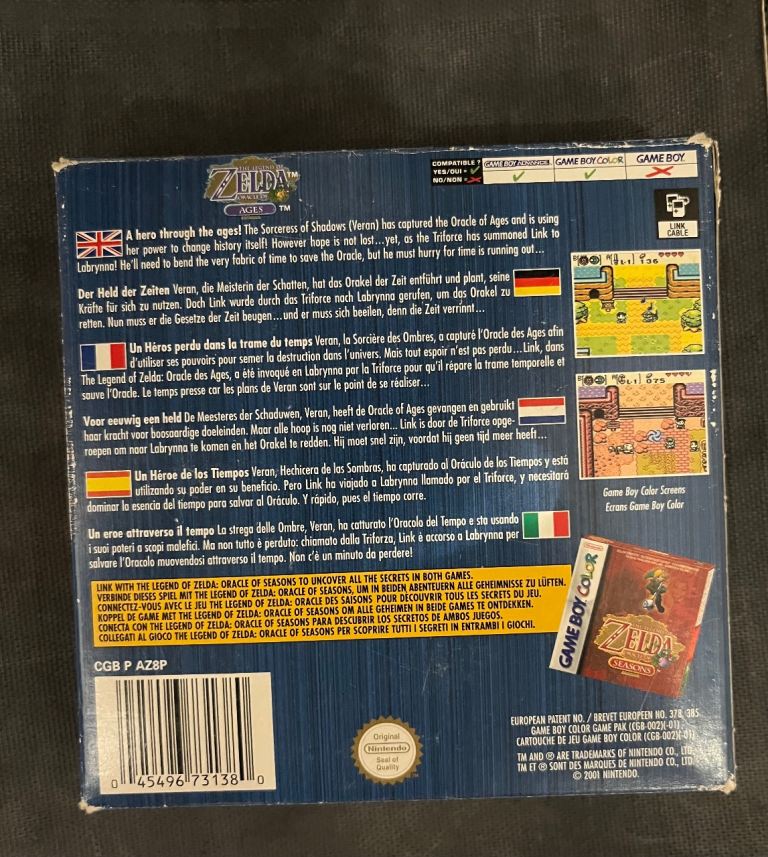 THE LEGEND OF
ZELDA™
ORACLE OF
AGES ™
COMPATIBLE ? GAME BOY ADVANCE GAME BOY COLOR GAME BOY
YES/OUI =
NO/NON =
LINK
CABLE
A hero through the ages! The Sorceress of Shadows (Veran) has captured the Oracle of Ages and is using
her power to change history itself! However hope is not lost...yet, as the Triforce has summoned Link to
Labrynna! He'll need to bend the very fabric of time to save the Oracle, but he must hurry for time is running out...
Der Held der Zeiten Veran, die Meisterin der Schatten, hat das Orakel der Zeit entführt und plant, seine
Kräfte für sich zu nutzen. Doch Link wurde durch das Triforce nach Labrynna gerufen, um das Orakel zu
retten. Nun muss er die Gesetze der Zeit beugen...und er muss sich beeilen, denn die Zeit verrinnt...
Un Héros perdu dans la trame du temps Veran, la Sorcière des Ombres, a capturé l'Oracle des Ages afin
d'utiliser ses pouvoirs pour semer la destruction dans l'univers. Mais tout espoir n'est pas perdu...Link, dans
The Legend of Zelda: Oracle des Ages, a été invoqué en Labrynna par la Triforce pour qu'il répare la trame temporelle et
sauve l'Oracle. Le temps presse car les plans de Veran sont sur le point de se réaliser...
Voor eeuwig een held De Meesteres der Schaduwen, Veran, heeft de Oracle of Ages gevangen en gebruikt
haar kracht voor boosaardige doeleinden. Maar alle hoop is nog niet verloren... Link is door de Triforce opge-
roepen om naar Labrynna te komen en het Orakel te redden. Hij moet snel zijn, voordat hij geen tijd meer heeft...
Un Héroe de los Tiempos Veran, Hechicera de las Sombras, ha capturado al Oráculo de los Tiempos y está
utilizando su poder en su beneficio. Pero Link ha viajado a Labrynna llamado por el Triforce, y necesitará
dominar la esencia del tiempo para salvar al Oráculo. Y rápido, pues el tiempo corre.
Un eroe attraverso il tempo La strega delle Ombre, Veran, ha catturato l'Oracolo del Tempo e sta usando
i suoi poteri a scopi malefici. Ma non tutto è perduto: chiamato dalla Triforza, Link è accorso a Labrynna per
salvare l'Oracolo muovendosi attraverso il tempo. Non c'è un minuto da perdere!
Game Boy Color Screens
Ecrans Game Boy Color
LINK WITH THE LEGEND OF ZELDA: ORACLE OF SEASONS TO UNCOVER ALL THE SECRETS IN BOTH GAMES.
VERBINDE DIESES SPIEL MIT THE LEGEND OF ZELDA: ORACLE OF SEASONS, UM IN BEIDEN ABENTEUERN ALLE GEHEIMNISSE ZU LÜFTEN.
CONNECTEZ-VOUS AVEC LE JEU THE LEGEND OF ZELDA: ORACLE DES SAISONS POUR DECOUVRIR TOUS LES SECRETS DU JEU.
KOPPEL DE GAME MET THE LEGEND OF ZELDA: ORACLE OF SEASONS OM ALLE GEHEIMEN IN BEIDE GAMES TE ONTDEKKEN.
CONECTA CON THE LEGEND OF ZELDA: ORACLE OF SEASONS PARA DESCUBRIR LOS SECRETOS DE AMBOS JUEGOS.
COLLEGATI AL GIOCO THE LEGEND OF ZELDA: ORACLE OF SEASONS PER SCOPRIRE TUTTI I SEGRETI IN ENTRAMBI I GIOCHI.
GAME BOY COLOR
ZELDA
SEASONS
CGB P AZ8P
0 45496 73138 0
Original
Nintendo
Seal of
Quality
EUROPEAN PATENT NO. / BREVET EUROPEEN NO. 378 385
GAME BOY COLOR GAME PAK (CGB-002)(-01)
CARTOUCHE DE JEU GAME BOY COLOR (CGB-002)(-01)
TM AND ® ARE TRADEMARKS OF NINTENDO CO., LTD.
TM ET ® SONT DES MARQUES DE NINTENDO CO., LTD.
© 2001 NINTENDO.